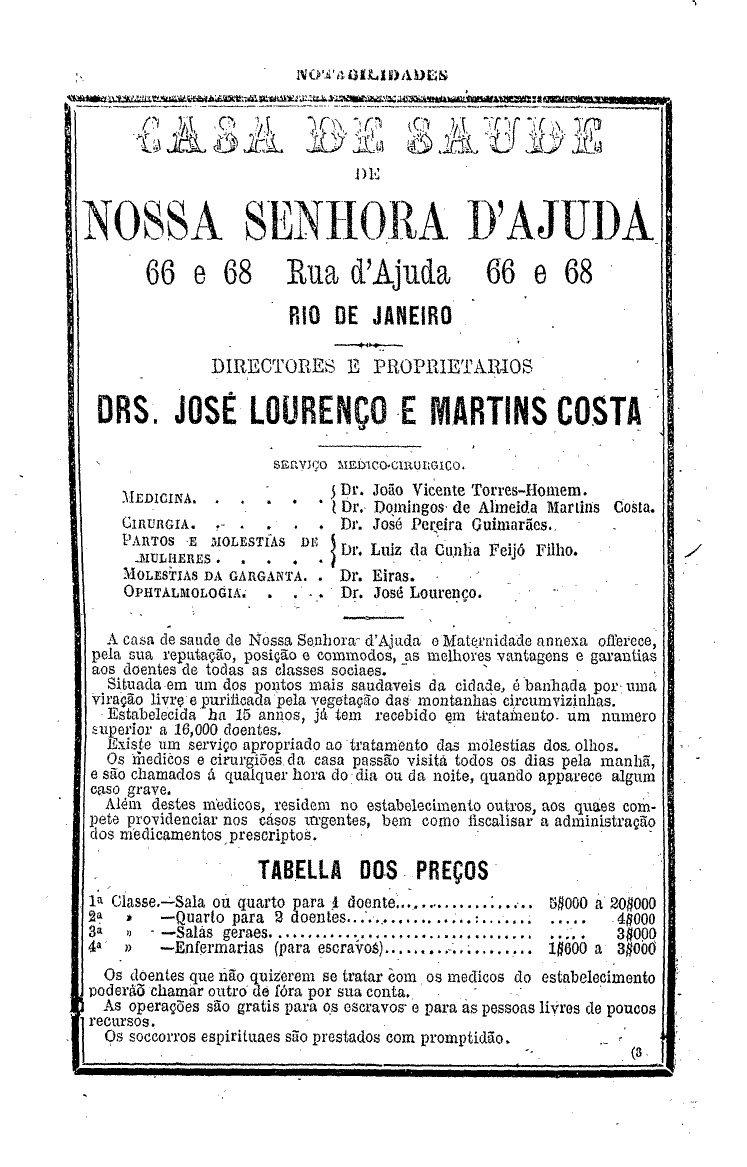 NOTABILIDADES
CASA DE SAUDE
DE
NOSSA SENHORA D'AJUDA
66 e 68 Rua d'Ajuda 66 e 68
RIO DE JANEIRO
DIRECTORES E PROPRIETARIOS
DRS. JOSÉ LOURENÇO E MARTINS COSTA
SERVIÇO MEDICO-CIRURGICO.
MEDICINA. . . . . . { Dr. João Vicente Torres-Homem.
{ Dr. Domingos de Almeida Martins Costa.
CIRURGIA. . . . . . Dr. José Pereira Guimarães.
PARTOS E MOLESTIAS DE
MULHERES . . . . . } Dr. Luiz da Cunha Feijó Filho.
MOLESTIAS DA GARGANTA. . Dr. Eiras.
OPHTALMOLOGIA. . . . . Dr. José Lourenço.
A casa de saude de Nossa Senhora d'Ajuda e Maternidade annexa offerece,
pela sua reputação, posição e commodos, as melhores vantagens e garantias
aos doentes de todas as classes sociaes.
Situada em um dos pontos mais saudaveis da cidade, é banhada por uma
viração livre e purificada pela vegetação das montanhas circumvizinhas.
Estabelecida ha 15 annos, já tem recebido em tratamento um numero
superior a 16,000 doentes.
Existe um serviço apropriado ao tratamento das molestias dos olhos.
Os medicos e cirurgiões da casa passão visita todos os dias pela manhã,
e são chamados á qualquer hora do dia ou da noite, quando apparece algum
caso grave.
Além destes medicos, residem no estabelecimento outros, aos quaes com-
pete providenciar nos casos urgentes, bem como fiscalisar a administração
dos medicamentos prescriptos.
TABELLA DOS PREÇOS
1ª Classe.—Sala ou quarto para 1 doente.................... 5$000 a 20$000
2ª » —Quarto para 2 doentes........................ ..... 4$000
3ª » —Salas geraes................................. ..... 3$000
4ª » —Enfermarias (para escravos).................... 1$600 a 3$000
Os doentes que não quizerem se tratar com os medicos do estabelecimento
poderáõ chamar outro de fóra por sua conta.
As operações são gratis para os escravos e para as pessoas livres de poucos
recursos.
Os soccorros espirituaes são prestados com promptidão.
(3